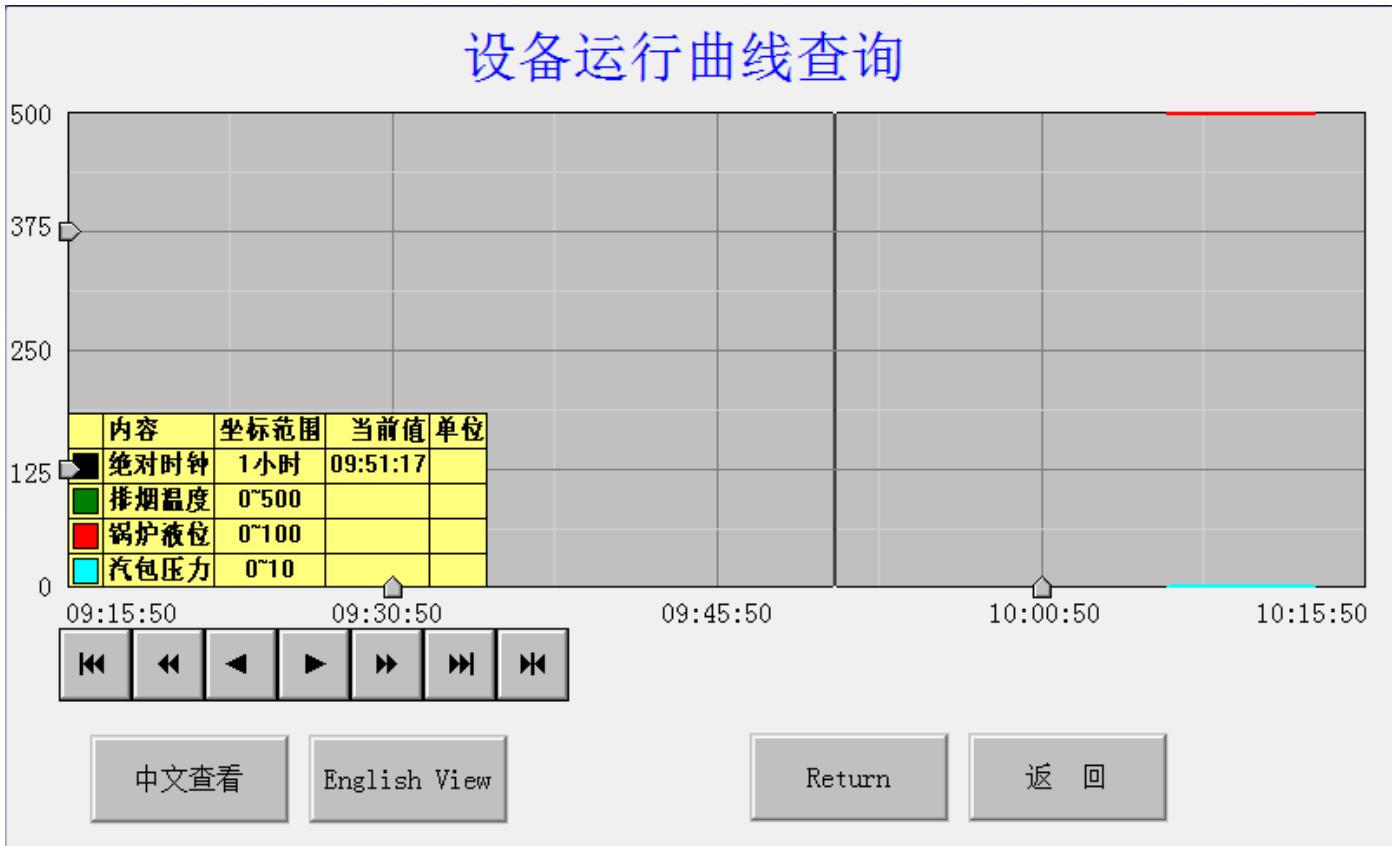 设备运行曲线查询
500
375
250
125
0
内容 坐标范围 当前值 单位
绝对时钟 1小时 09:51:17
排烟温度 0~500
锅炉液位 0~100
汽包压力 0~10
09:15:50 09:30:50 09:45:50 10:00:50 10:15:50
中文查看 English View Return 返 回